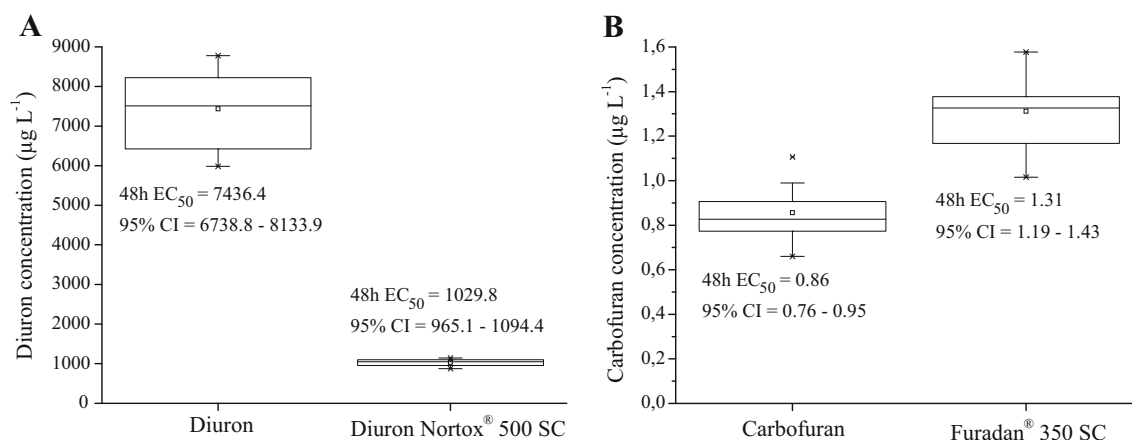 A
Diuron concentration (µg L⁻¹)
9000
8000
7000
6000
5000
4000
3000
2000
1000
0
48h EC₅₀ = 7436.4
95% CI = 6738.8 - 8133.9
48h EC₅₀ = 1029.8
95% CI = 965.1 - 1094.4
Diuron
Diuron Nortox® 500 SC
B
Carbofuran concentration (µg L⁻¹)
1,6
1,4
1,2
1,0
0,8
0,6
0,4
0,2
0,0
48h EC₅₀ = 0.86
95% CI = 0.76 - 0.95
48h EC₅₀ = 1.31
95% CI = 1.19 - 1.43
Carbofuran
Furadan® 350 SC